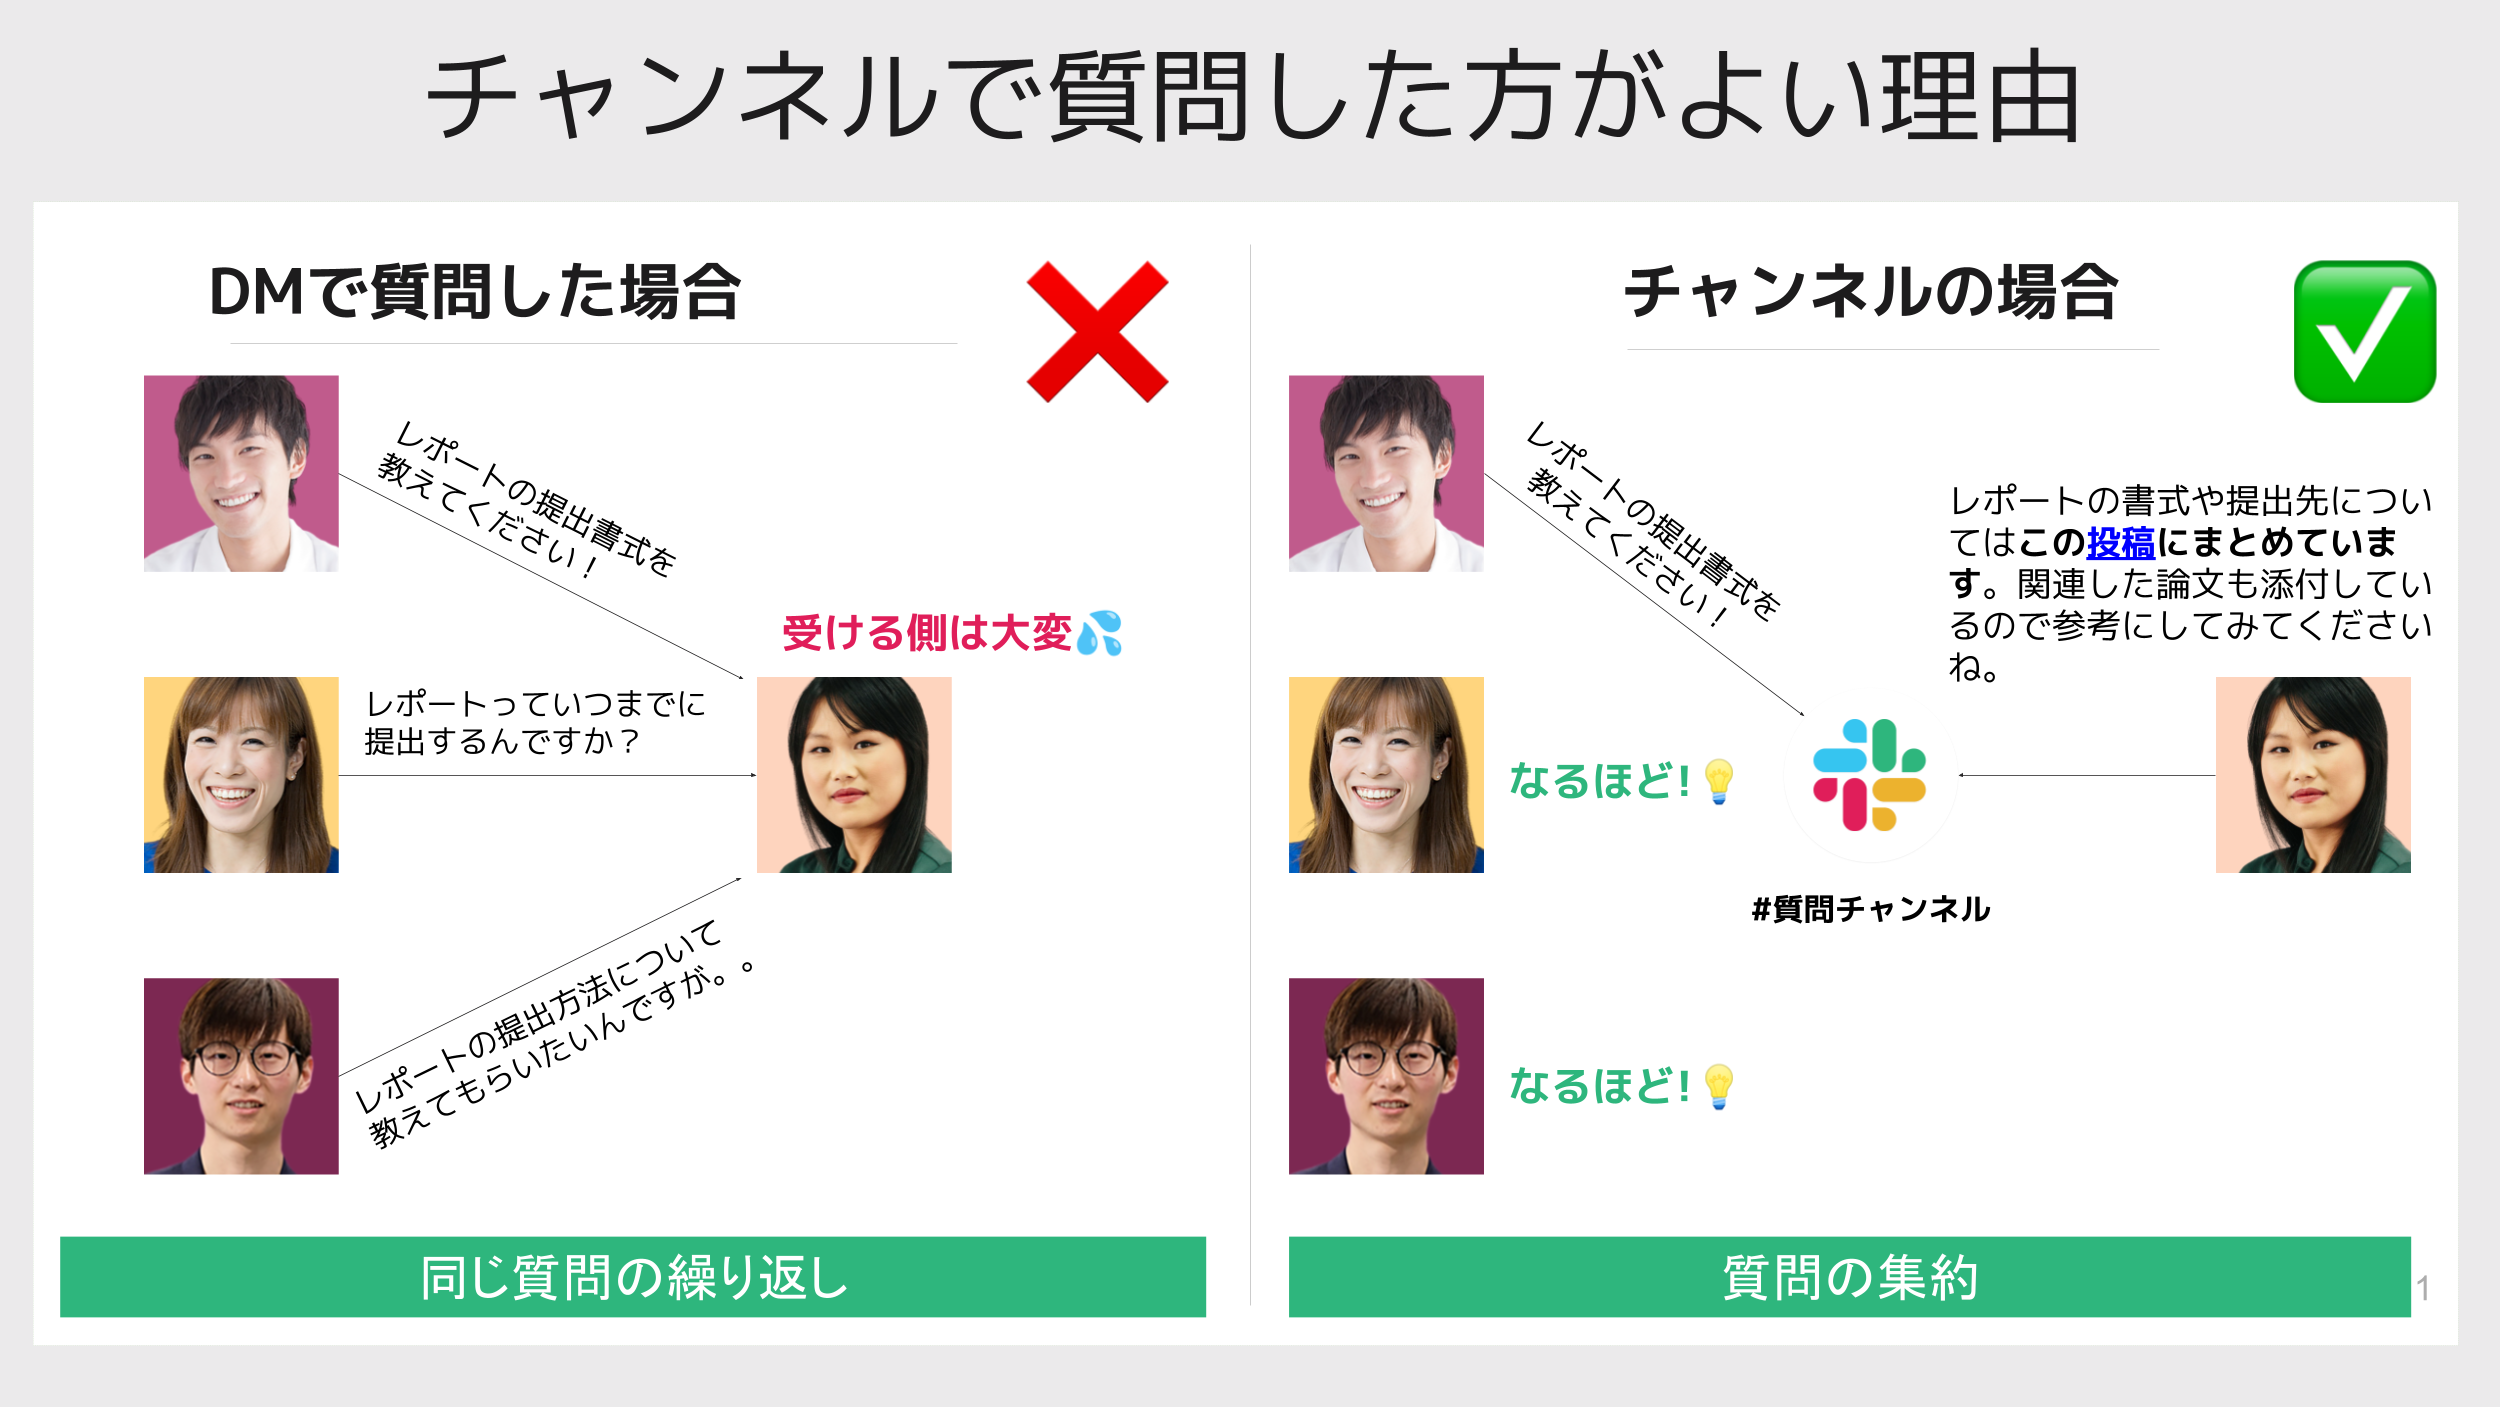 チャンネルで質問した方がよい理由
DMで質問した場合
レポートの提出書式を
教えてください！
受ける側は大変💦
レポートっていつまでに
提出するんですか？
レポートの提出方法について
教えてもらいたいんですが。。
同じ質問の繰り返し
チャンネルの場合
レポートの提出書式を
教えてください！
レポートの書式や提出先につい
てはこの投稿にまとめていま
す。関連した論文も添付してい
るので参考にしてみてください
ね。
なるほど！💡
#質問チャンネル
なるほど！💡
質問の集約
1